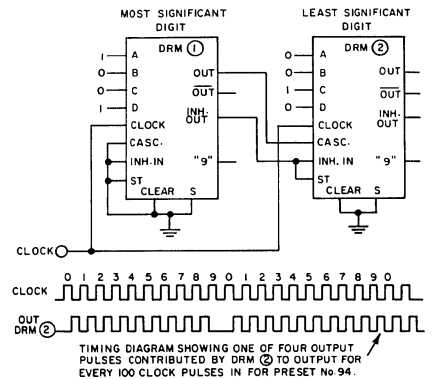 MOST SIGNIFICANT DIGIT
LEAST SIGNIFICANT DIGIT
DRM 1
1 A
0 B
0 C
1 D
CLOCK
CASC.
INH. IN
ST
OUT
OUT
INH. OUT
"9"
CLEAR S
DRM 2
0 A
0 B
1 C
0 D
CLOCK
CASC.
INH. IN
ST
OUT
OUT
INH. OUT
"9"
CLEAR S
CLOCK
0 1 2 3 4 5 6 7 8 9 0 1 2 3 4 5 6 7 8 9 0
CLOCK
OUT
DRM 2
TIMING DIAGRAM SHOWING ONE OF FOUR OUTPUT
PULSES CONTRIBUTED BY DRM 2 TO OUTPUT FOR
EVERY 100 CLOCK PULSES IN FOR PRESET No. 94.